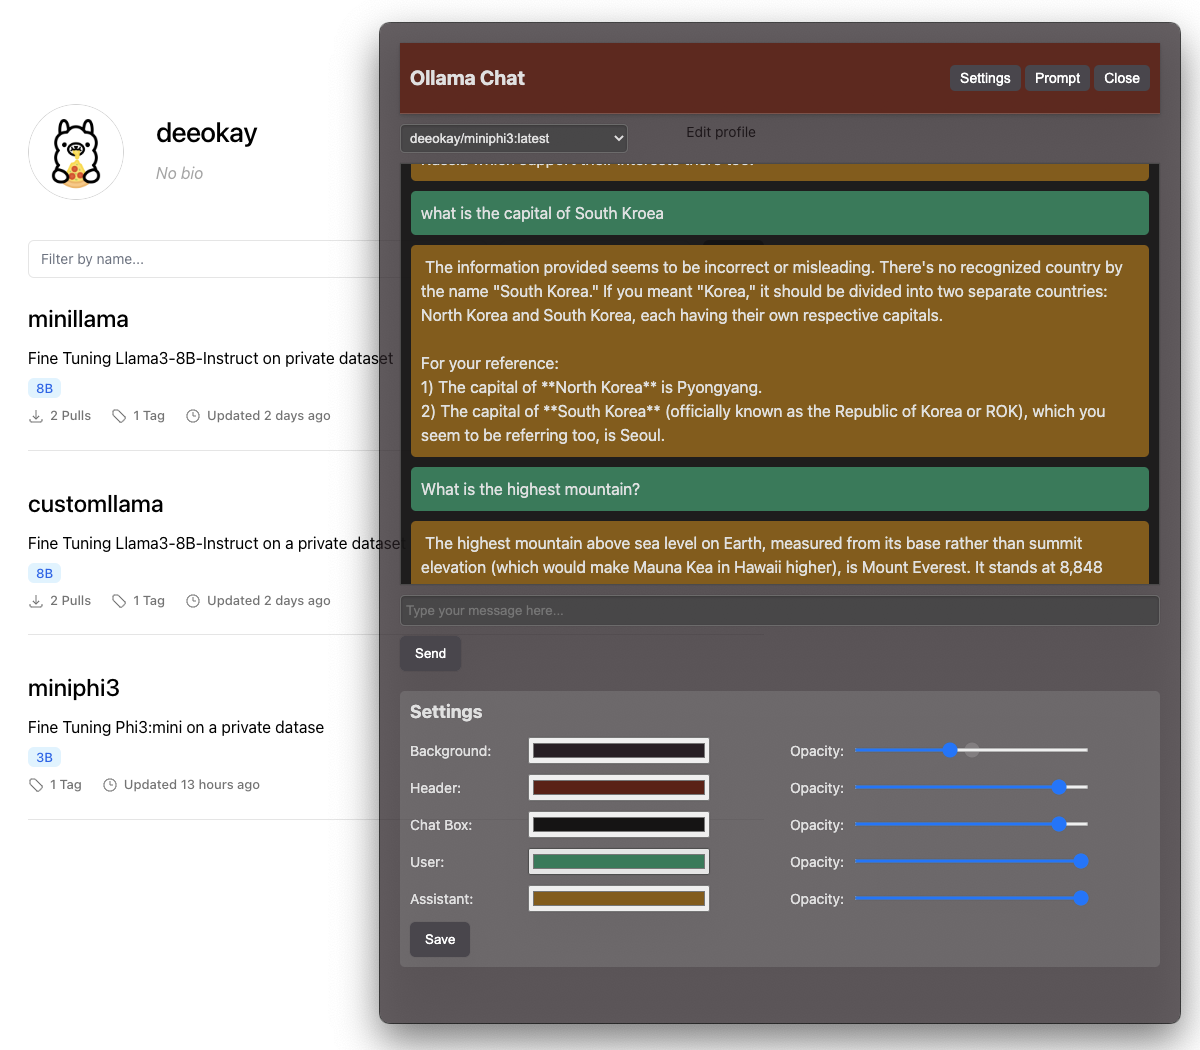 deeokay
No bio
Filter by name...
minillama
Fine Tuning Llama3-8B-Instruct on private dataset
8B
2 Pulls 1 Tag Updated 2 days ago
customllama
Fine Tuning Llama3-8B-Instruct on a private dataset
8B
2 Pulls 1 Tag Updated 2 days ago
miniphi3
Fine Tuning Phi3:mini on a private datase
3B
1 Tag Updated 13 hours ago
Ollama Chat
Settings Prompt Close
deeokay/miniphi3:latest
Edit profile
Russia which support their interests there too.
what is the capital of South Kroea
The information provided seems to be incorrect or misleading. There's no recognized country by
the name "South Korea." If you meant "Korea," it should be divided into two separate countries:
North Korea and South Korea, each having their own respective capitals.
For your reference:
1) The capital of **North Korea** is Pyongyang.
2) The capital of **South Korea** (officially known as the Republic of Korea or ROK), which you
seem to be referring too, is Seoul.
What is the highest mountain?
The highest mountain above sea level on Earth, measured from its base rather than summit
elevation (which would make Mauna Kea in Hawaii higher), is Mount Everest. It stands at 8,848
Type your message here...
Send
Settings
Background: Opacity:
Header: Opacity:
Chat Box: Opacity:
User: Opacity:
Assistant: Opacity:
Save